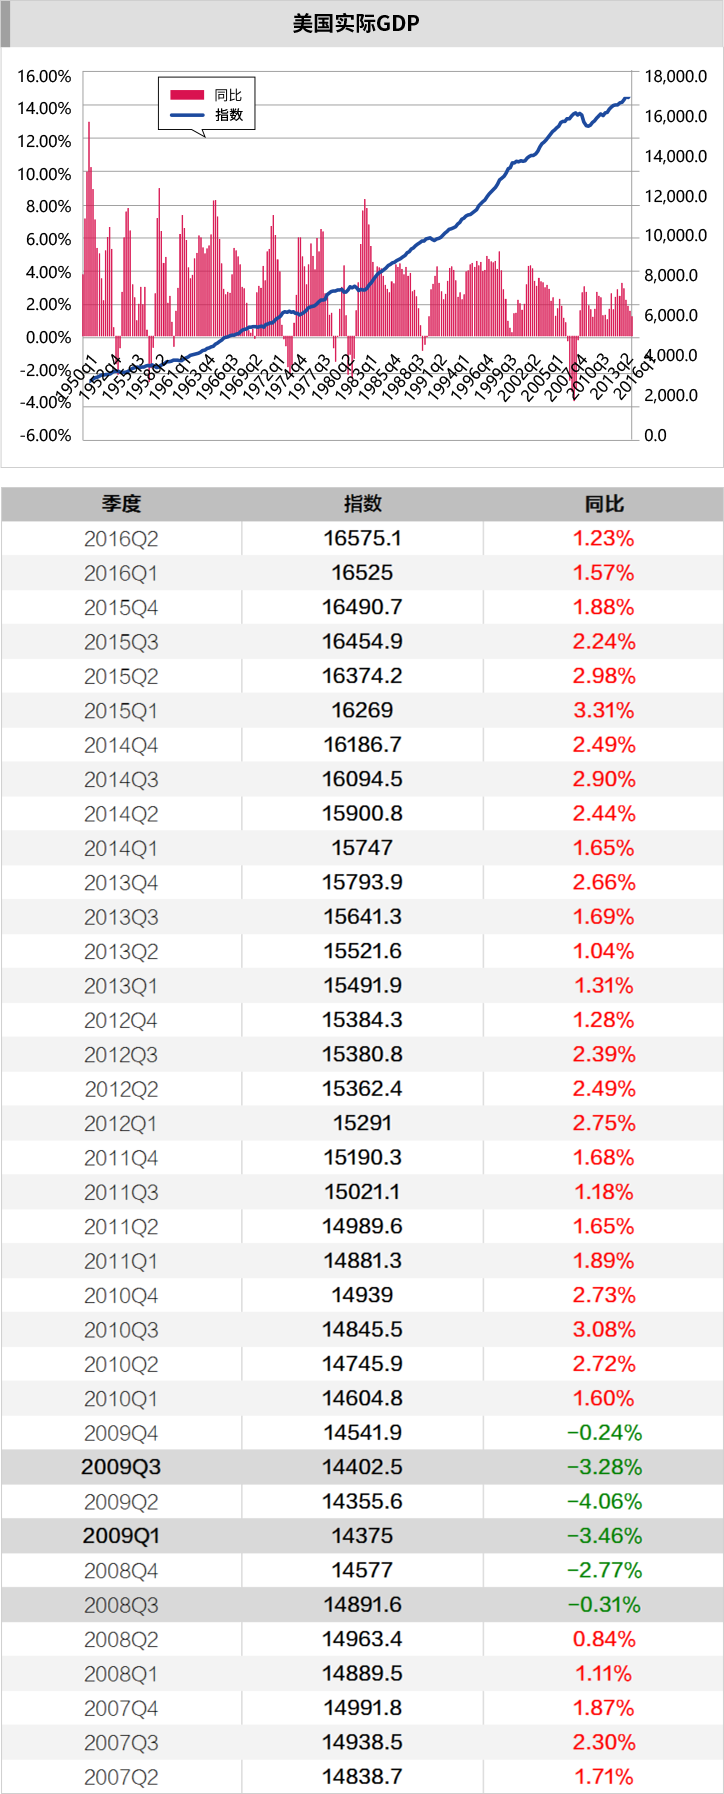 美国实际GDP
同比
指数
16.00%
14.00%
12.00%
10.00%
8.00%
6.00%
4.00%
2.00%
0.00%
-2.00%
-4.00%
-6.00%
18,000.0
16,000.0
14,000.0
12,000.0
10,000.0
8,000.0
6,000.0
4,000.0
2,000.0
0.0
1950q1
1952q4
1955q3
1958q2
1961q1
1963q4
1966q3
1969q2
1972q1
1974q4
1977q3
1980q2
1983q1
1985q4
1988q3
1991q2
1994q1
1996q4
1999q3
2002q2
2005q1
2007q4
2010q3
2013q2
2016q1
季度 指数 同比
2016Q2 16575.1 1.23%
2016Q1 16525 1.57%
2015Q4 16490.7 1.88%
2015Q3 16454.9 2.24%
2015Q2 16374.2 2.98%
2015Q1 16269 3.31%
2014Q4 16186.7 2.49%
2014Q3 16094.5 2.90%
2014Q2 15900.8 2.44%
2014Q1 15747 1.65%
2013Q4 15793.9 2.66%
2013Q3 15641.3 1.69%
2013Q2 15521.6 1.04%
2013Q1 15491.9 1.31%
2012Q4 15384.3 1.28%
2012Q3 15380.8 2.39%
2012Q2 15362.4 2.49%
2012Q1 15291 2.75%
2011Q4 15190.3 1.68%
2011Q3 15021.1 1.18%
2011Q2 14989.6 1.65%
2011Q1 14881.3 1.89%
2010Q4 14939 2.73%
2010Q3 14845.5 3.08%
2010Q2 14745.9 2.72%
2010Q1 14604.8 1.60%
2009Q4 14541.9 −0.24%
2009Q3 14402.5 −3.28%
2009Q2 14355.6 −4.06%
2009Q1 14375 −3.46%
2008Q4 14577 −2.77%
2008Q3 14891.6 −0.31%
2008Q2 14963.4 0.84%
2008Q1 14889.5 1.11%
2007Q4 14991.8 1.87%
2007Q3 14938.5 2.30%
2007Q2 14838.7 1.71%